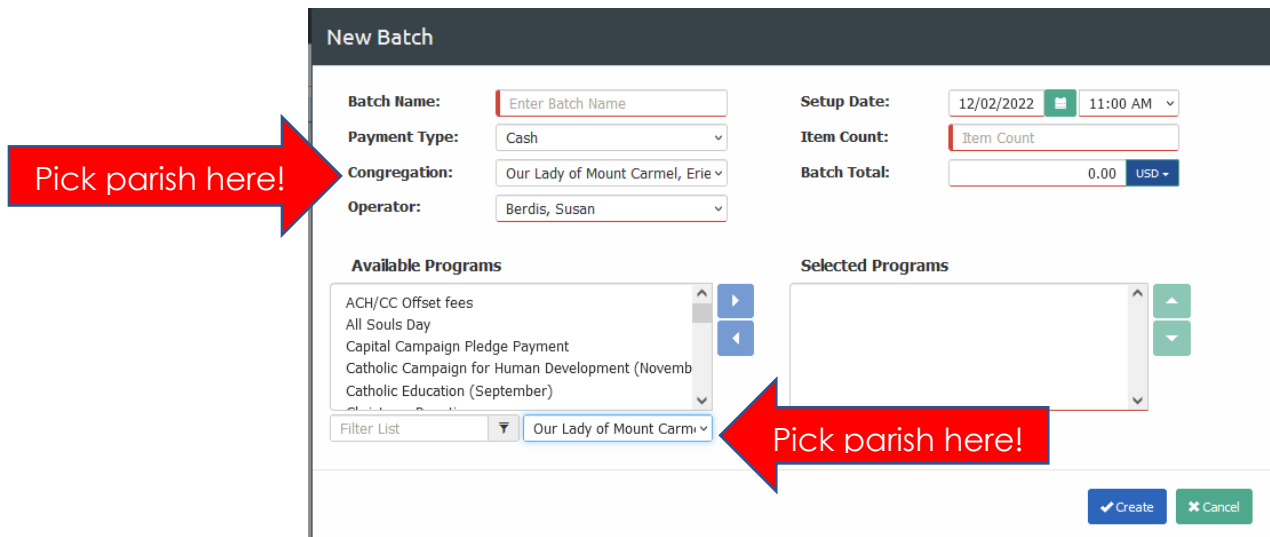 New Batch
Batch Name:
Enter Batch Name
Setup Date:
12/02/2022
11:00 AM
Payment Type:
Cash
Item Count:
Item Count
Pick parish here!
Congregation:
Our Lady of Mount Carmel, Erie
Batch Total:
0.00
USD
Operator:
Berdis, Susan
Available Programs
Selected Programs
ACH/CC Offset fees
All Souls Day
Capital Campaign Pledge Payment
Catholic Campaign for Human Development (Novemb
Catholic Education (September)
Filter List
Our Lady of Mount Carm
Pick parish here!
Create
Cancel